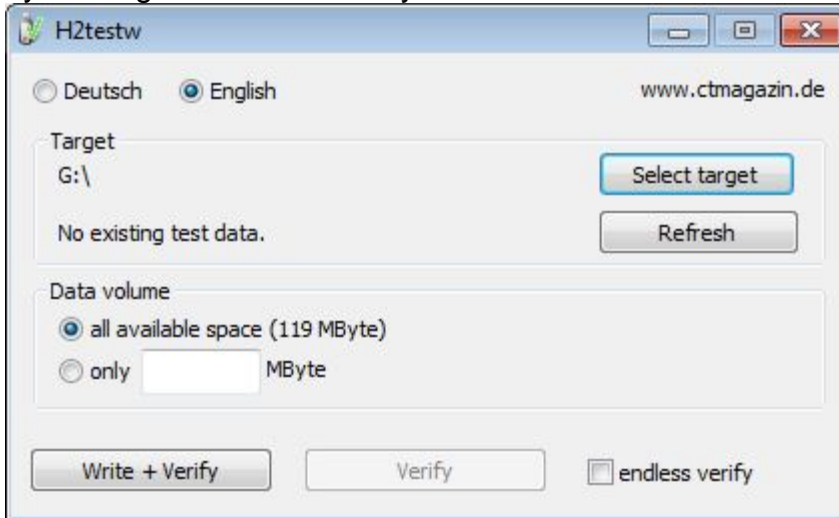 H2testw
Deutsch English www.ctmagazin.de
Target
G:\ Select target
No existing test data. Refresh
Data volume
all available space (119 MByte)
only MByte
Write + Verify Verify endless verify